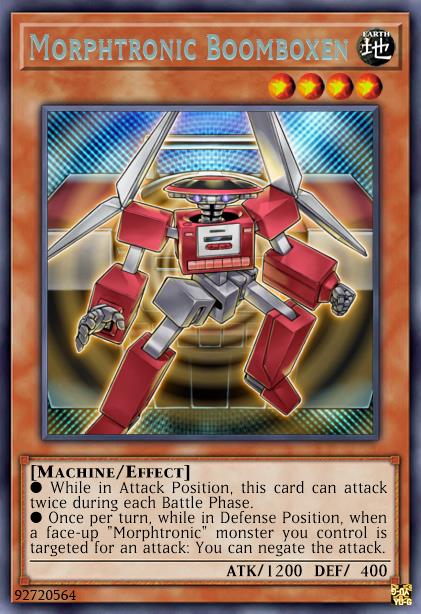 MORPHTRONIC BOOMBOXEN
EARTH
地
[MACHINE/EFFECT]
● While in Attack Position, this card can attack
twice during each Battle Phase.
● Once per turn, while in Defense Position, when
a face-up "Morphtronic" monster you control is
targeted for an attack: You can negate the attack.
ATK/1200 DEF/ 400
92720564